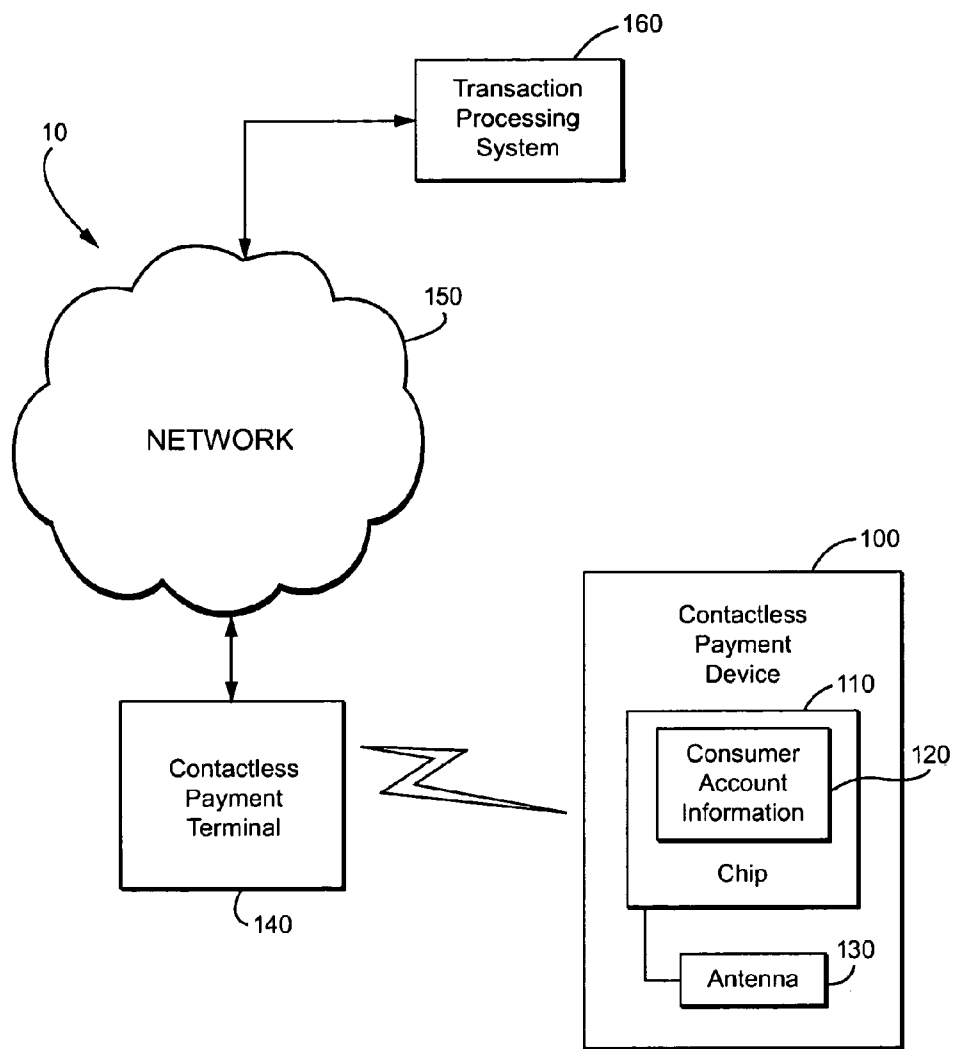 160
Transaction
Processing
System
10
150
NETWORK
100
Contactless
Payment
Device
110
Consumer
Account
Information
120
Chip
Antenna
130
Contactless
Payment
Terminal
140